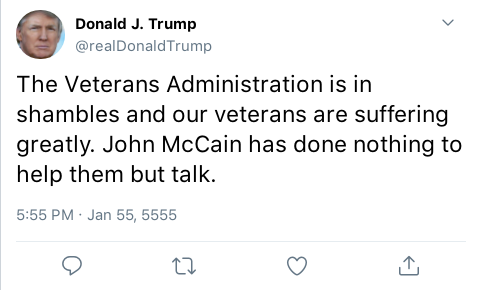 Donald J. Trump
@realDonaldTrump
The Veterans Administration is in
shambles and our veterans are suffering
greatly. John McCain has done nothing to
help them but talk.
5:55 PM · Jan 55, 5555